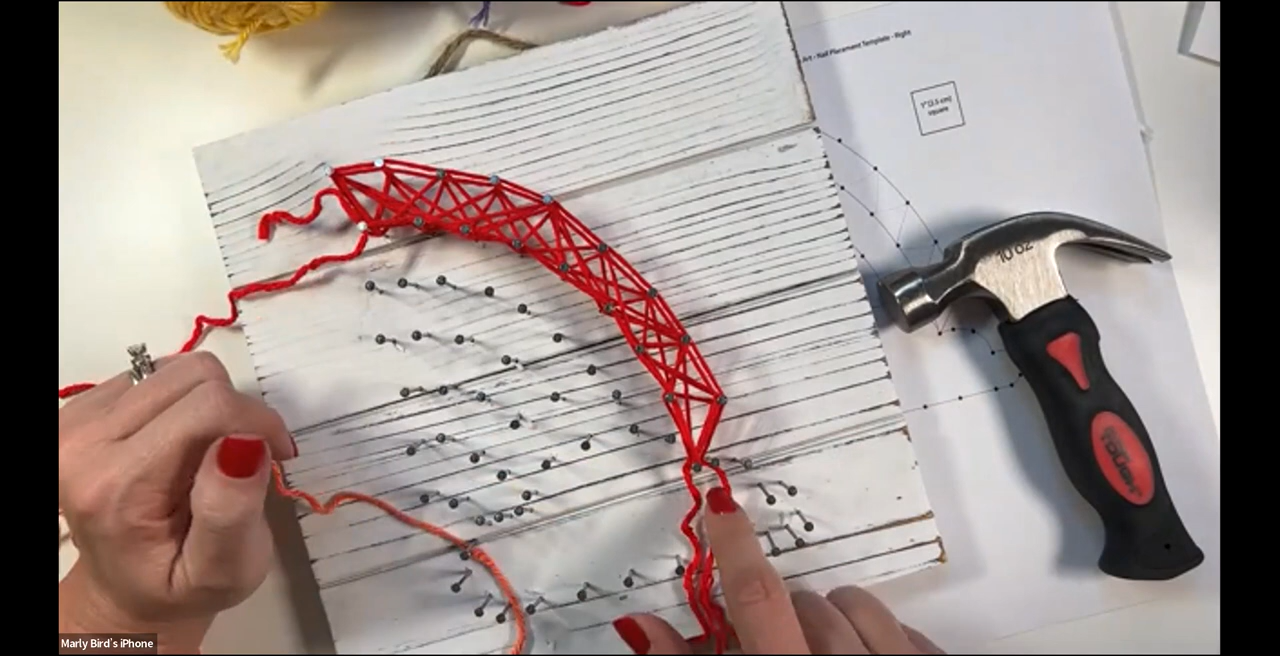 Art - Nail Placement Template - Right
1" (2.5 cm)
square
10 oz
Marly Bird's iPhone